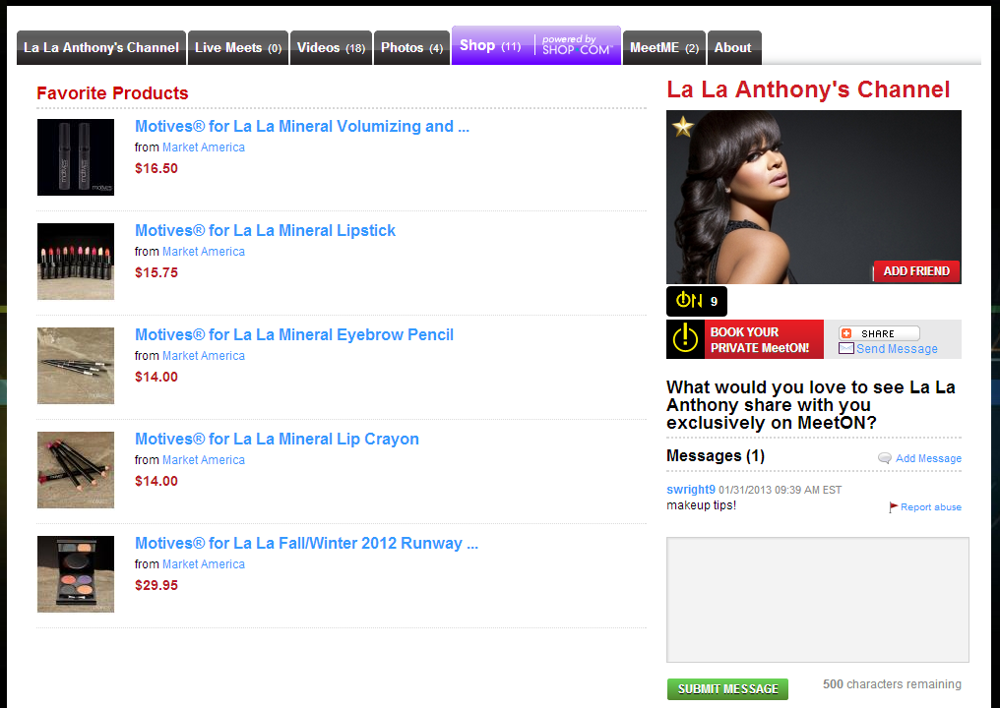 La La Anthony's Channel
Live Meets (0)
Videos (18)
Photos (4)
Shop (11)
powered by
SHOP COM
MeetME (2)
About
Favorite Products
Motives® for La La Mineral Volumizing and ...
from Market America
$16.50
Motives® for La La Mineral Lipstick
from Market America
$15.75
Motives® for La La Mineral Eyebrow Pencil
from Market America
$14.00
Motives® for La La Mineral Lip Crayon
from Market America
$14.00
Motives® for La La Fall/Winter 2012 Runway ...
from Market America
$29.95
La La Anthony's Channel
ADD FRIEND
9
BOOK YOUR
PRIVATE MeetON!
SHARE
Send Message
What would you love to see La La
Anthony share with you
exclusively on MeetON?
Messages (1)
Add Message
swright9 01/31/2013 09:39 AM EST
makeup tips!
Report abuse
SUBMIT MESSAGE
500 characters remaining